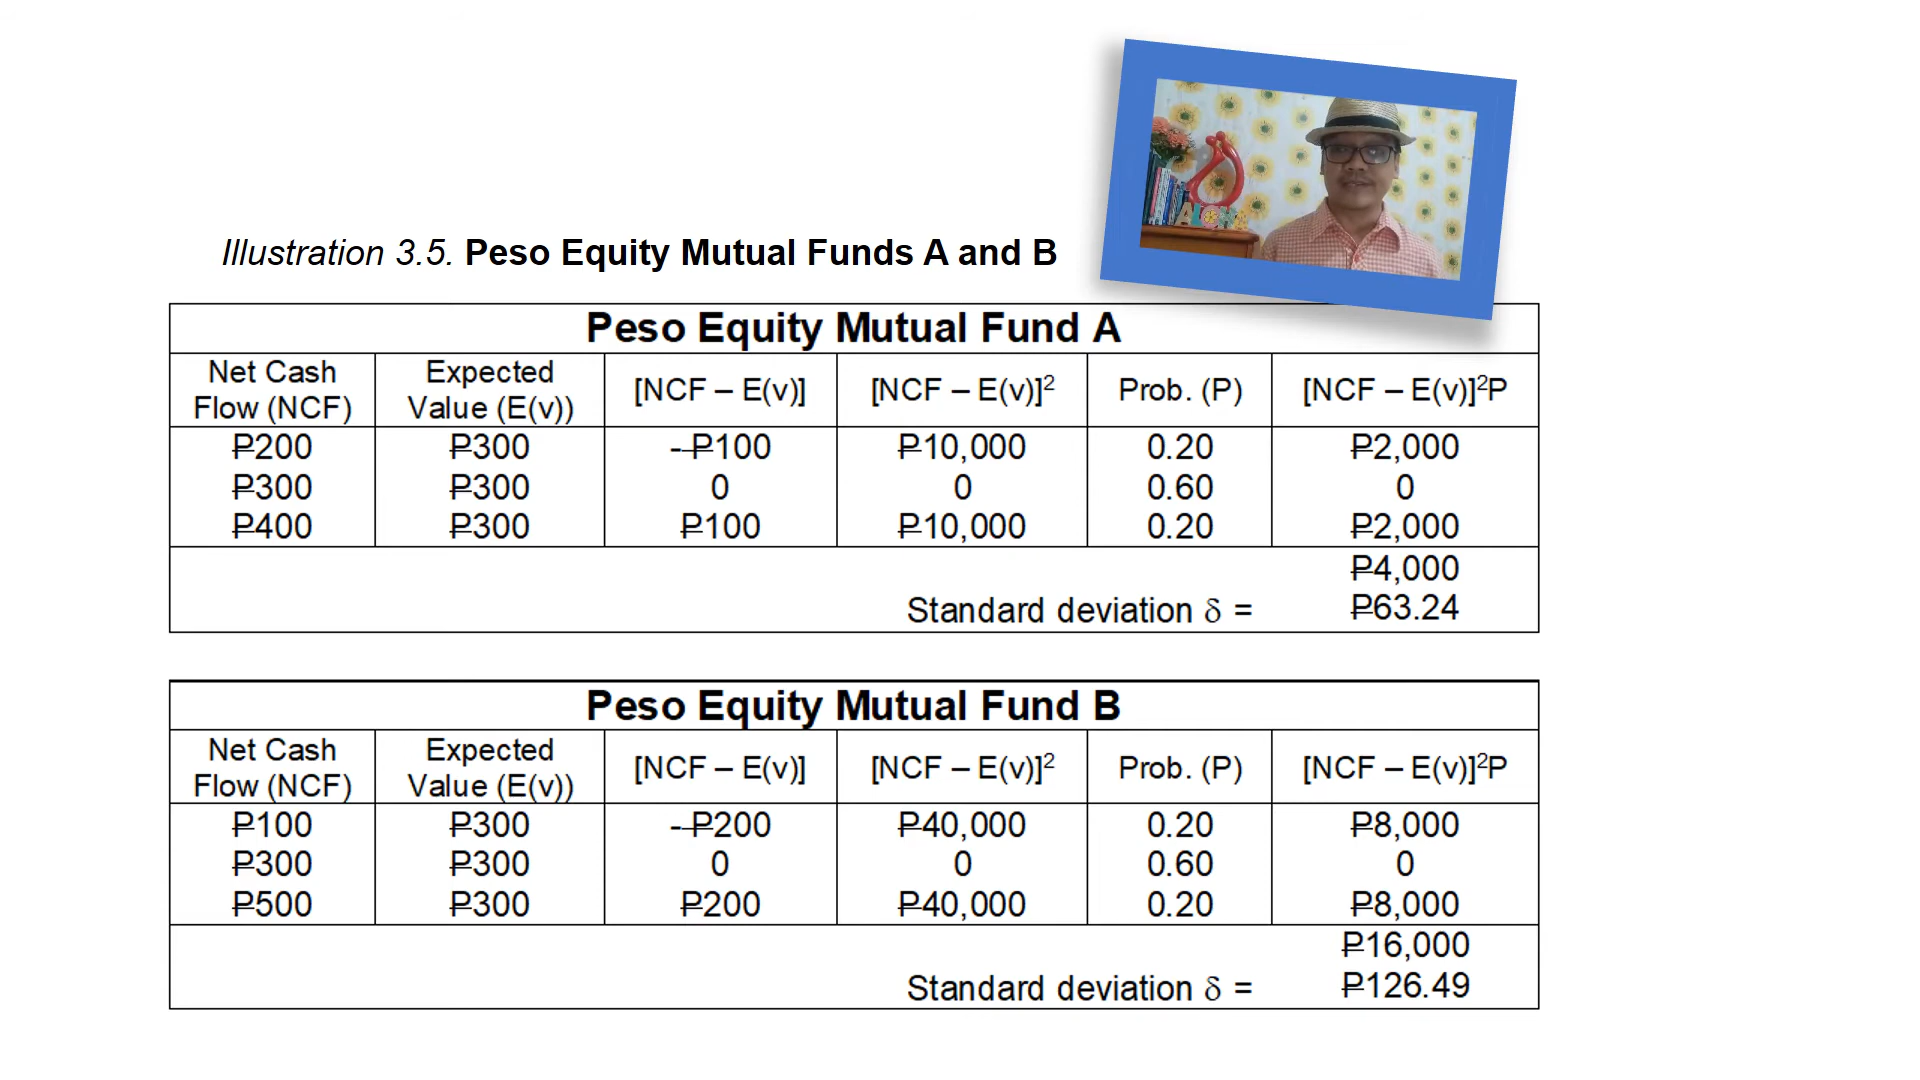 ALOHA
Illustration 3.5. Peso Equity Mutual Funds A and B
Peso Equity Mutual Fund A
Net Cash Flow (NCF) Expected Value (E(v)) [NCF – E(v)] [NCF – E(v)]² Prob. (P) [NCF – E(v)]²P
₱200 ₱300 -₱100 ₱10,000 0.20 ₱2,000
₱300 ₱300 0 0 0.60 0
₱400 ₱300 ₱100 ₱10,000 0.20 ₱2,000
₱4,000
Standard deviation δ = ₱63.24
Peso Equity Mutual Fund B
Net Cash Flow (NCF) Expected Value (E(v)) [NCF – E(v)] [NCF – E(v)]² Prob. (P) [NCF – E(v)]²P
₱100 ₱300 -₱200 ₱40,000 0.20 ₱8,000
₱300 ₱300 0 0 0.60 0
₱500 ₱300 ₱200 ₱40,000 0.20 ₱8,000
₱16,000
Standard deviation δ = ₱126.49